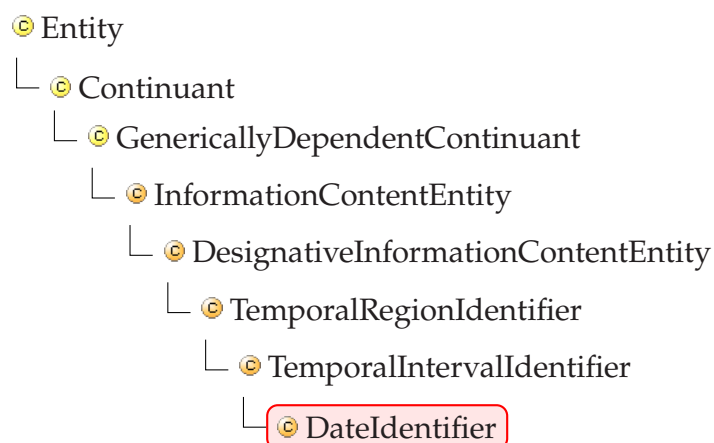 C Entity
C Continuant
C GenericallyDependentContinuant
C InformationContentEntity
C DesignativeInformationContentEntity
C TemporalRegionIdentifier
C TemporalIntervalIdentifier
C DateIdentifier